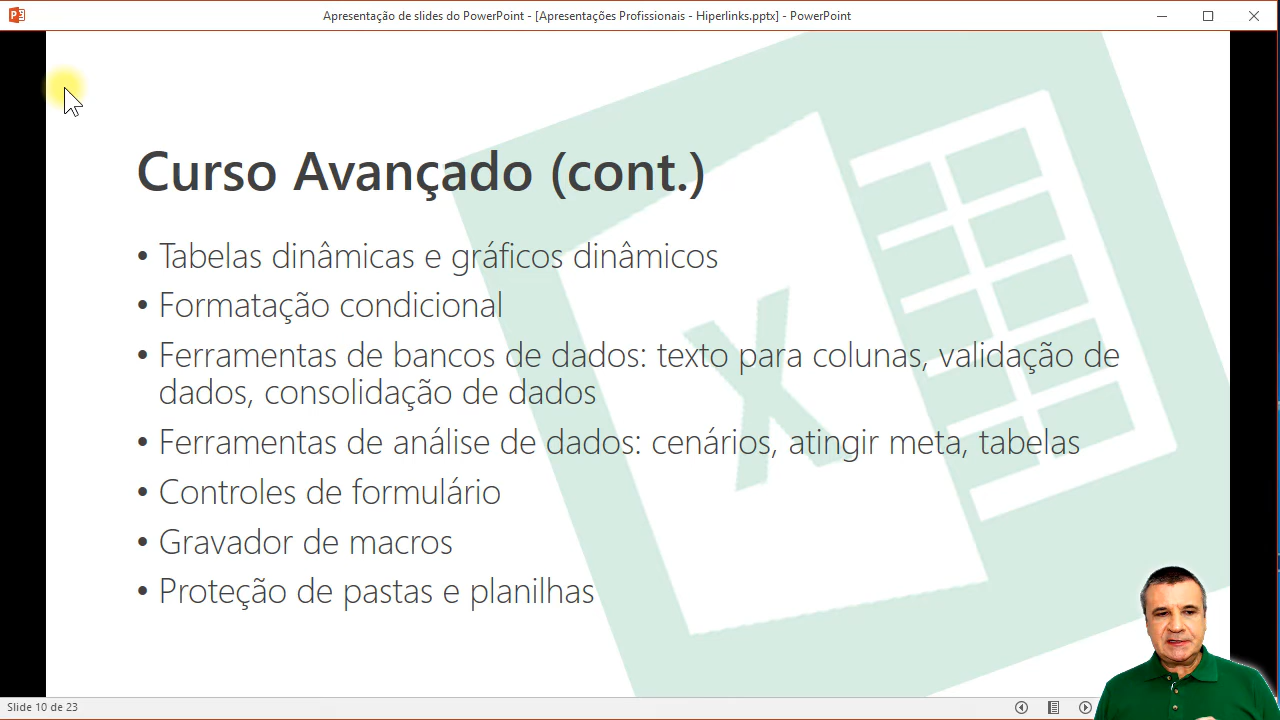 Apresentação de slides do PowerPoint - [Apresentações Profissionais - Hiperlinks.pptx] - PowerPoint
Curso Avançado (cont.)
• Tabelas dinâmicas e gráficos dinâmicos
• Formatação condicional
• Ferramentas de bancos de dados: texto para colunas, validação de
dados, consolidação de dados
• Ferramentas de análise de dados: cenários, atingir meta, tabelas
• Controles de formulário
• Gravador de macros
• Proteção de pastas e planilhas
Slide 10 de 23